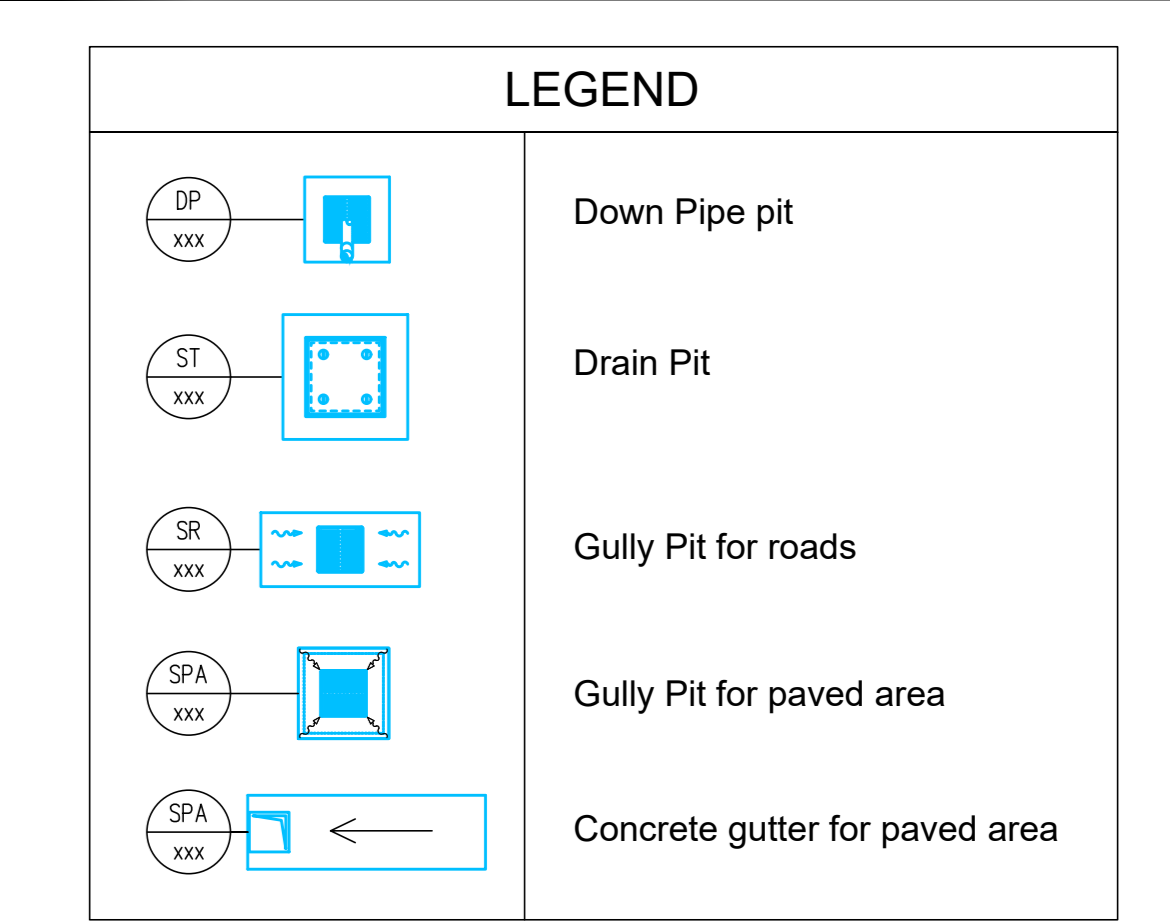 LEGEND
DP
xxx
Down Pipe pit
ST
xxx
Drain Pit
SR
xxx
Gully Pit for roads
SPA
xxx
Gully Pit for paved area
SPA
xxx
Concrete gutter for paved area